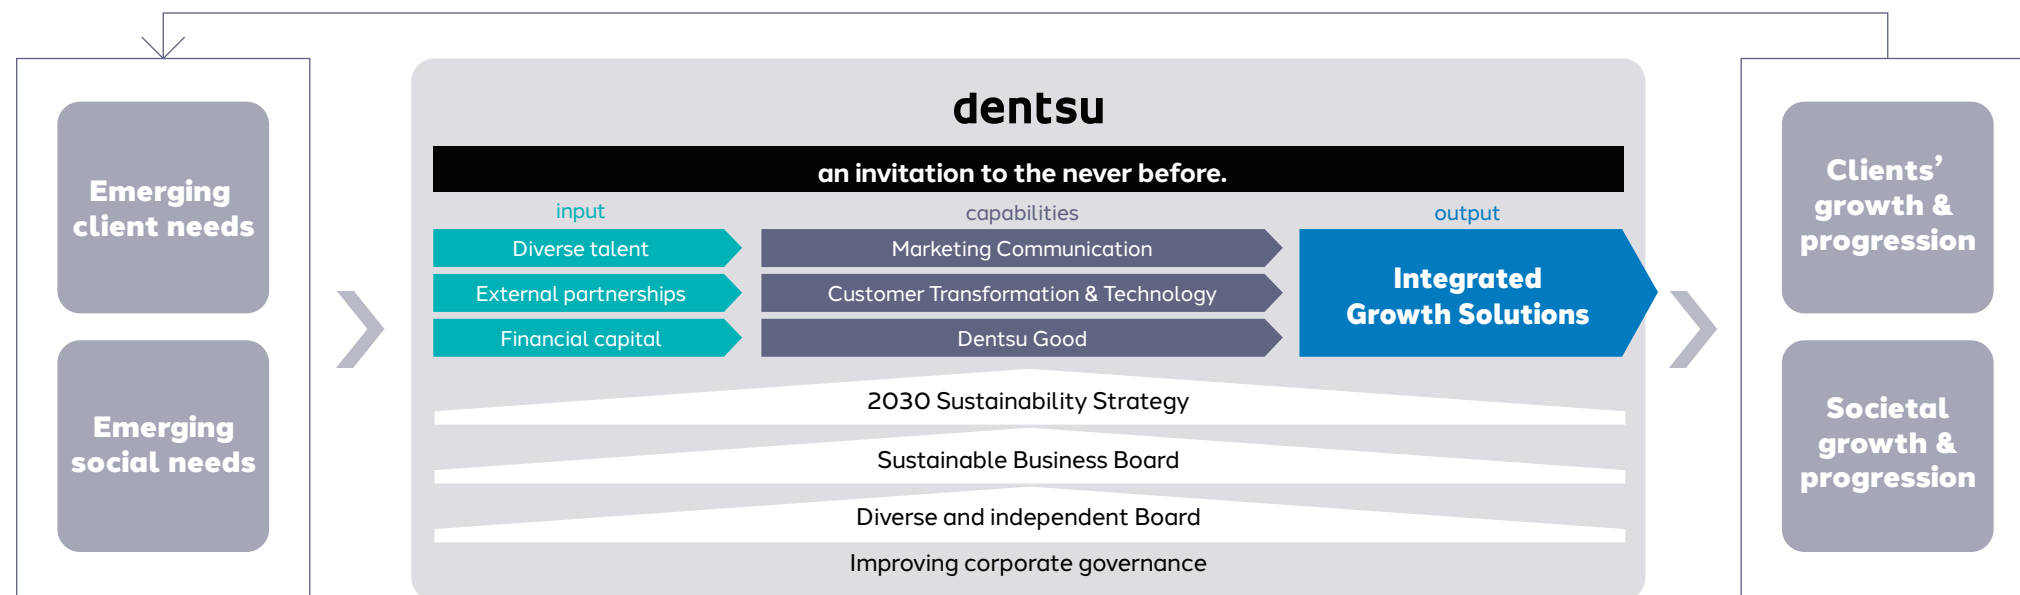 Emerging
client needs
Emerging
social needs
dentsu
an invitation to the never before.
input
capabilities
output
Diverse talent
External partnerships
Financial capital
Marketing Communication
Customer Transformation & Technology
Dentsu Good
Integrated
Growth Solutions
2030 Sustainability Strategy
Sustainable Business Board
Diverse and independent Board
Improving corporate governance
Clients’
growth &
progression
Societal
growth &
progression